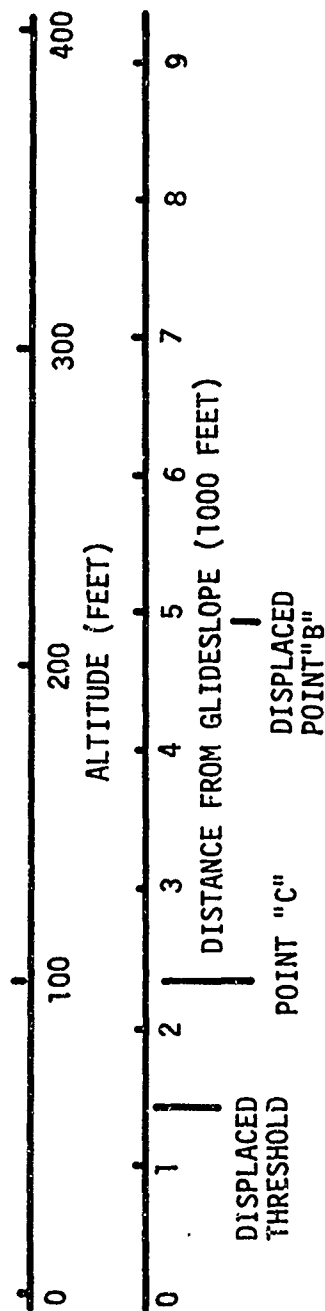 0 100 200 300 400
ALTITUDE (FEET)
0 1 2 3 4 5 6 7 8 9
DISTANCE FROM GLIDESLOPE (1000 FEET)
DISPLACED
THRESHOLD
POINT "C"
DISPLACED
POINT"B"